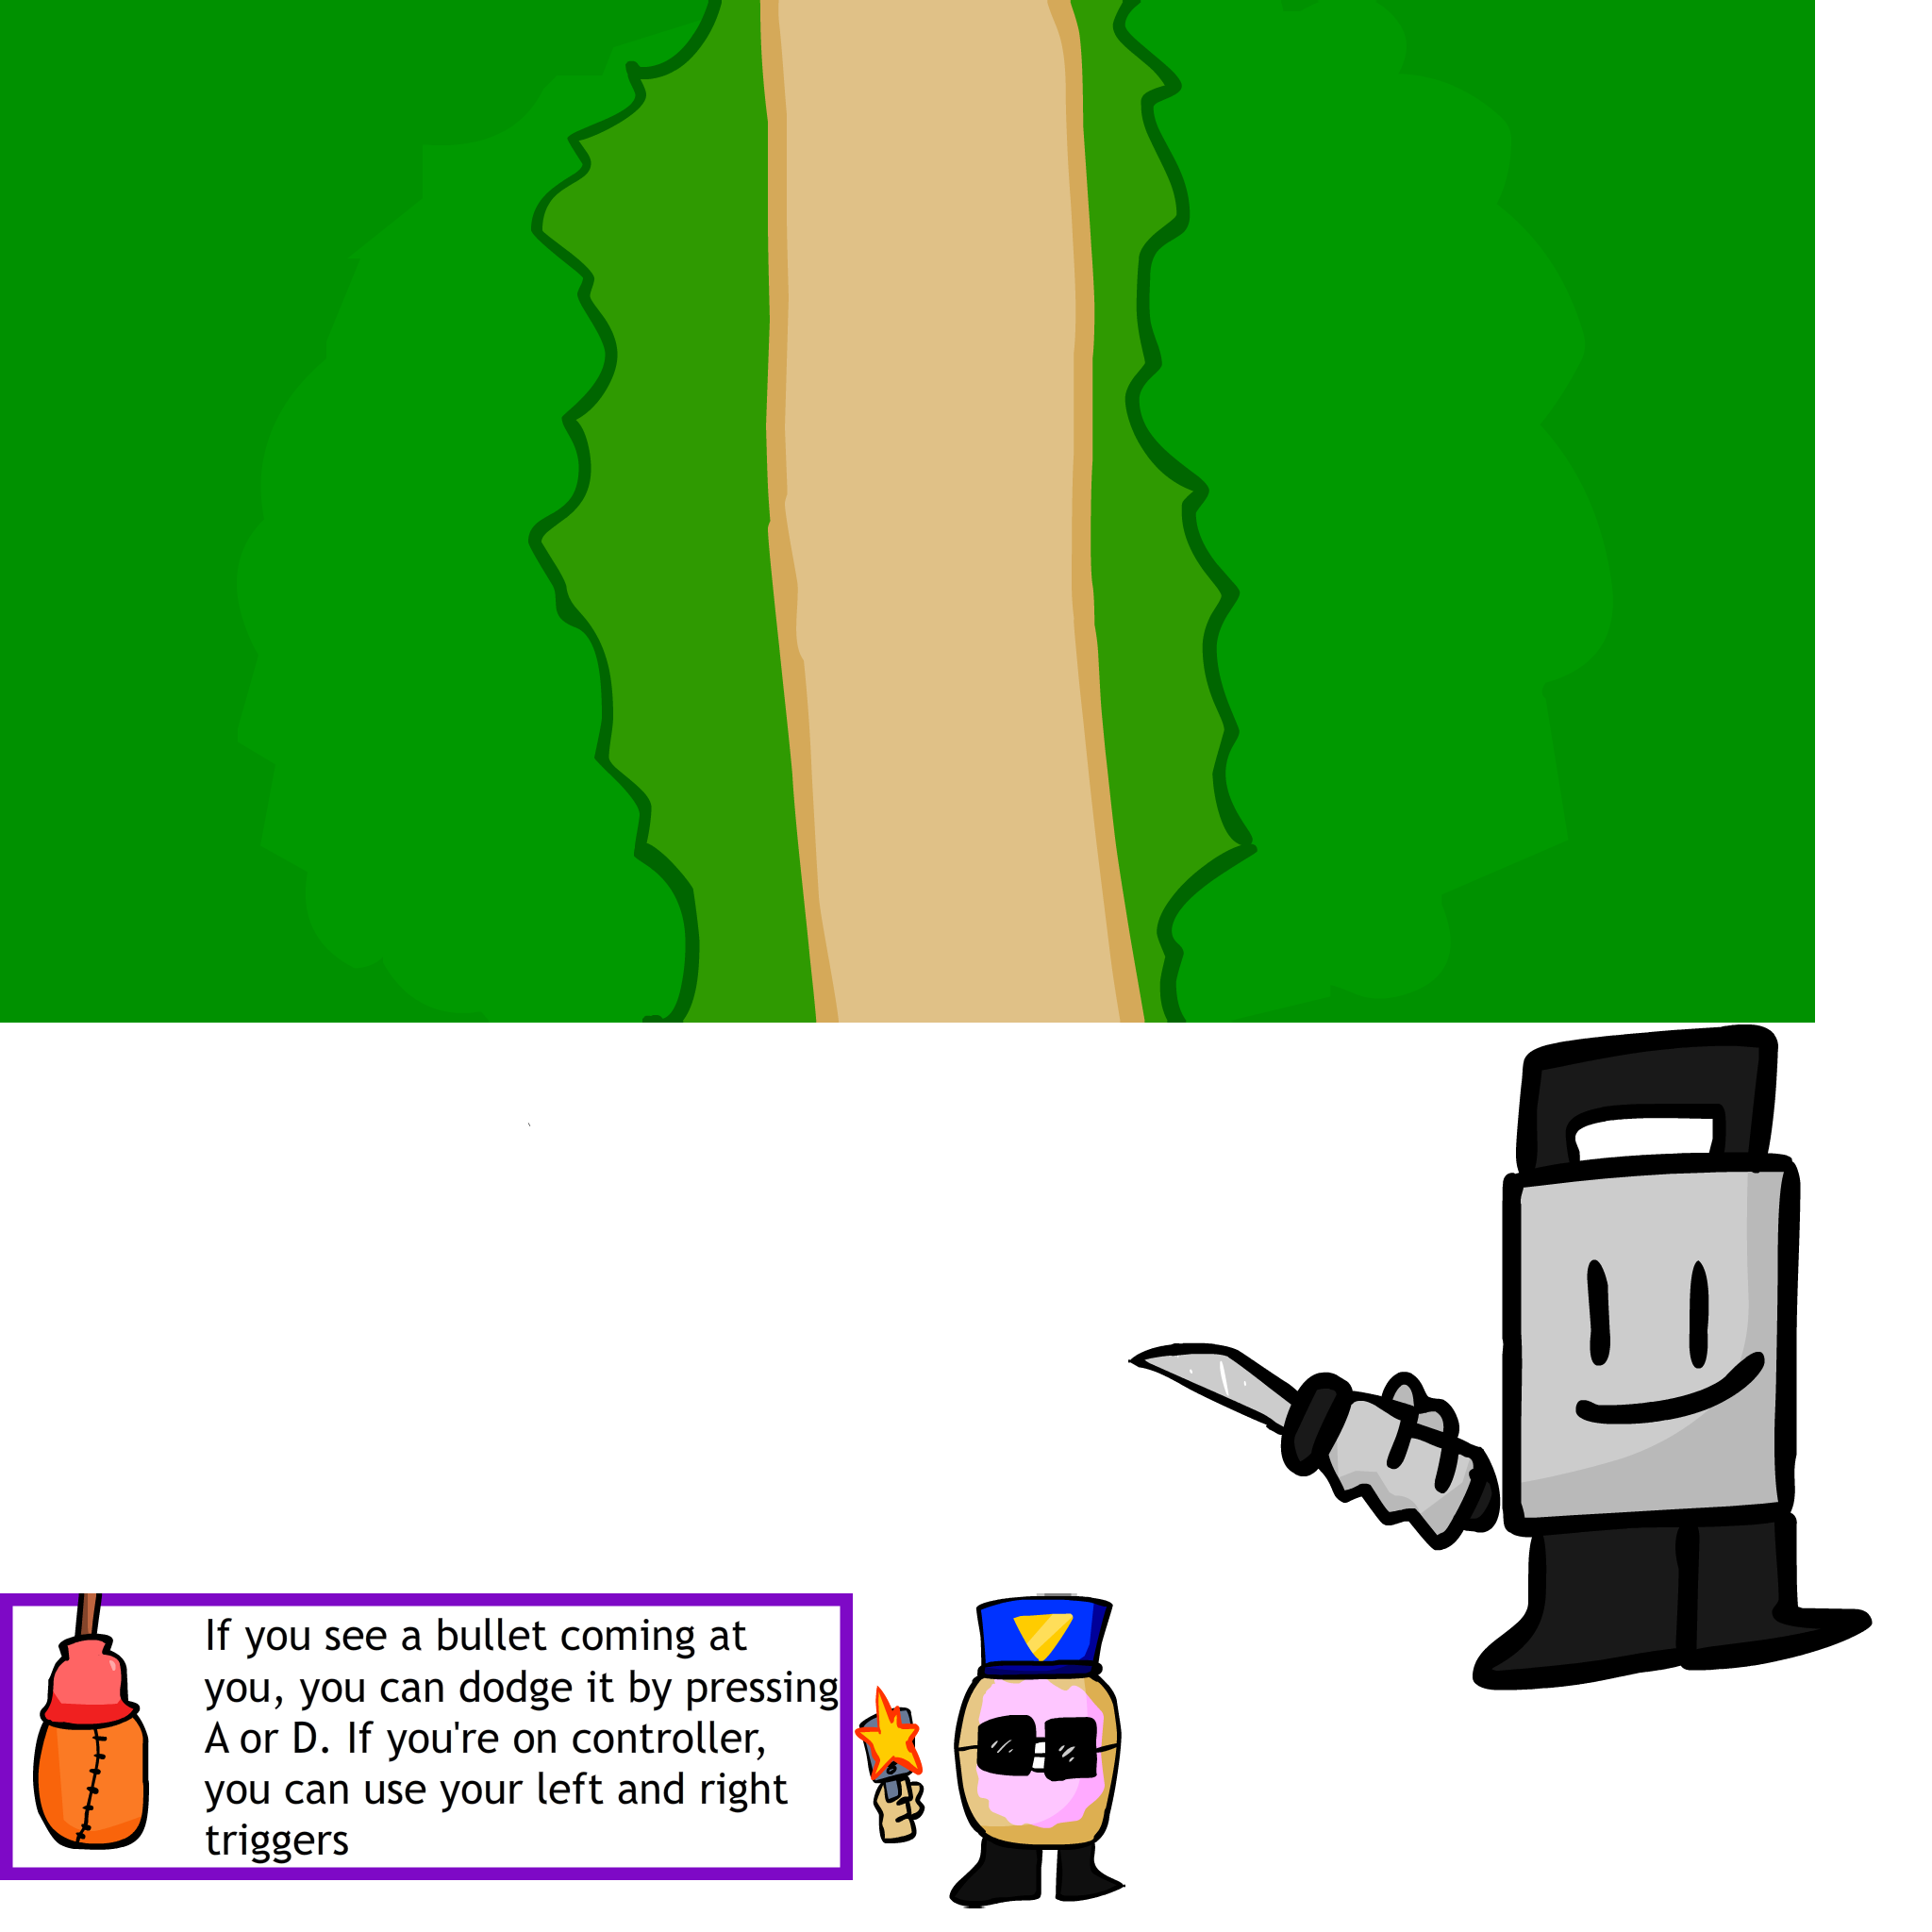 If you see a bullet coming at
you, you can dodge it by pressing
A or D. If you're on controller,
you can use your left and right
triggers